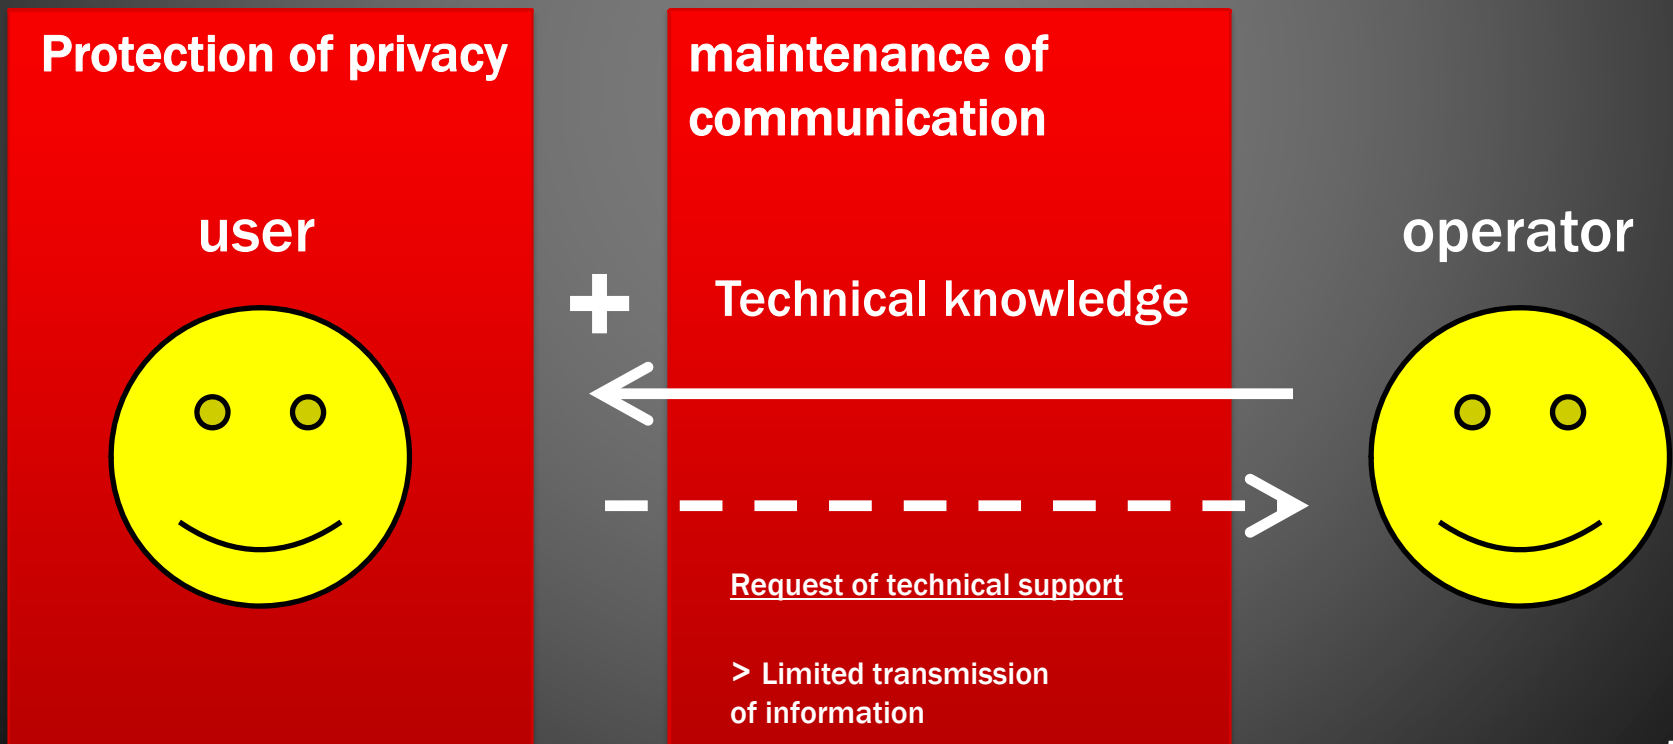 Protection of privacy
maintenance of
communication
user
operator
+
Technical knowledge
Request of technical support
> Limited transmission
of information